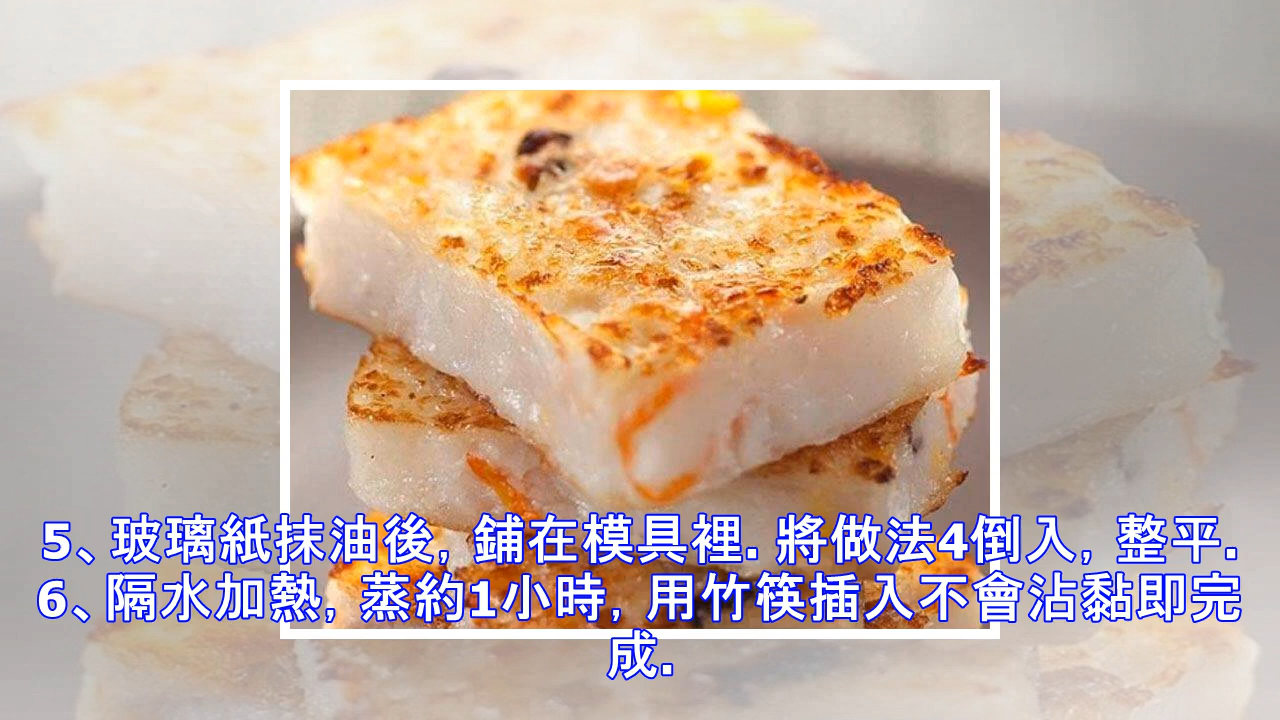 5、玻璃紙抹油後, 鋪在模具裡. 將做法4倒入, 整平.
6、隔水加熱, 蒸約1小時, 用竹筷插入不會沾黏即完
成.